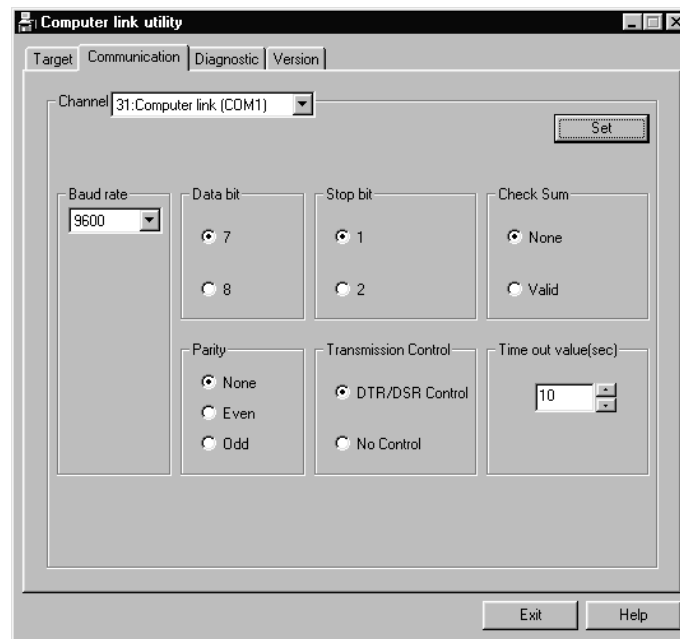 Computer link utility
Target Communication Diagnostic Version
Channel 31:Computer link (COM1)
Set
Baud rate Data bit Stop bit Check Sum
9600 7 1 None
8 2 Valid
Parity Transmission Control Time out value(sec)
None DTR/DSR Control 10
Even
Odd No Control
Exit Help